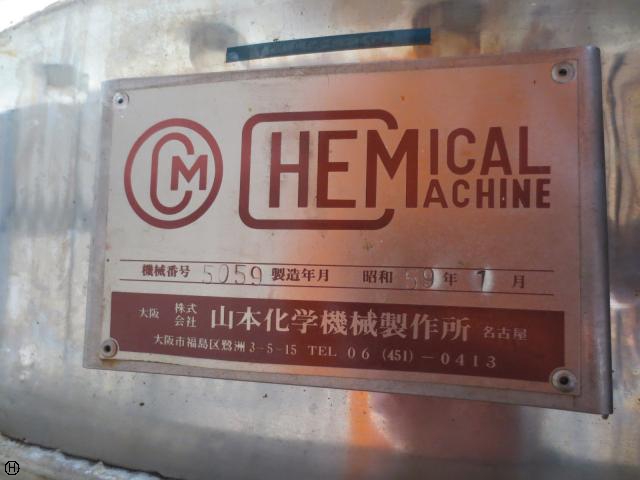 CM CHEMICAL MACHINE
機械番号 5059 製造年月 昭和 59 年 1 月
大阪 株式会社 山本化学機械製作所 名古屋
大阪市福島区鷺洲3-5-15 TEL 06 (451)-0413
H